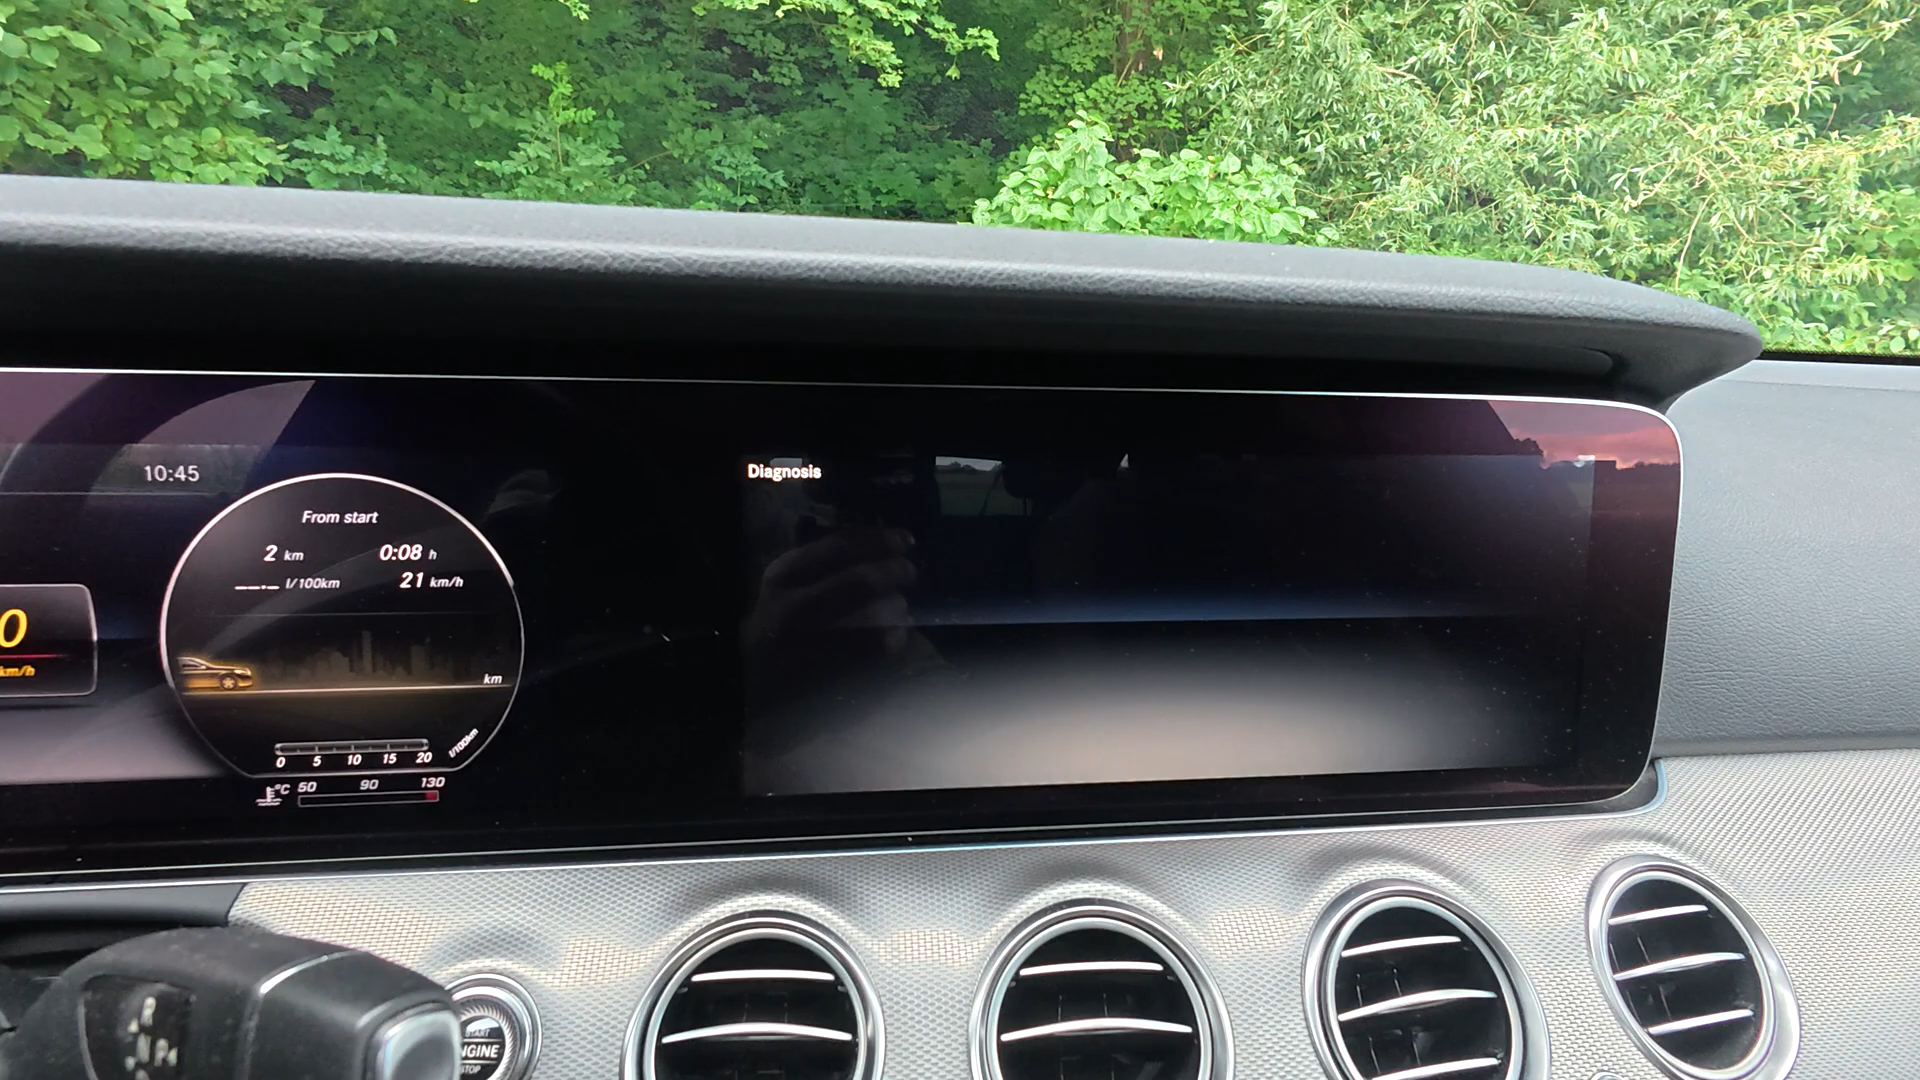 10:45
From start
2 km 0:08 h
--.- l/100km 21 km/h
0
km/h
km
l/100km
0 5 10 15 20
°C 50 90 130
Diagnosis
R
N
P
START
ENGINE
STOP